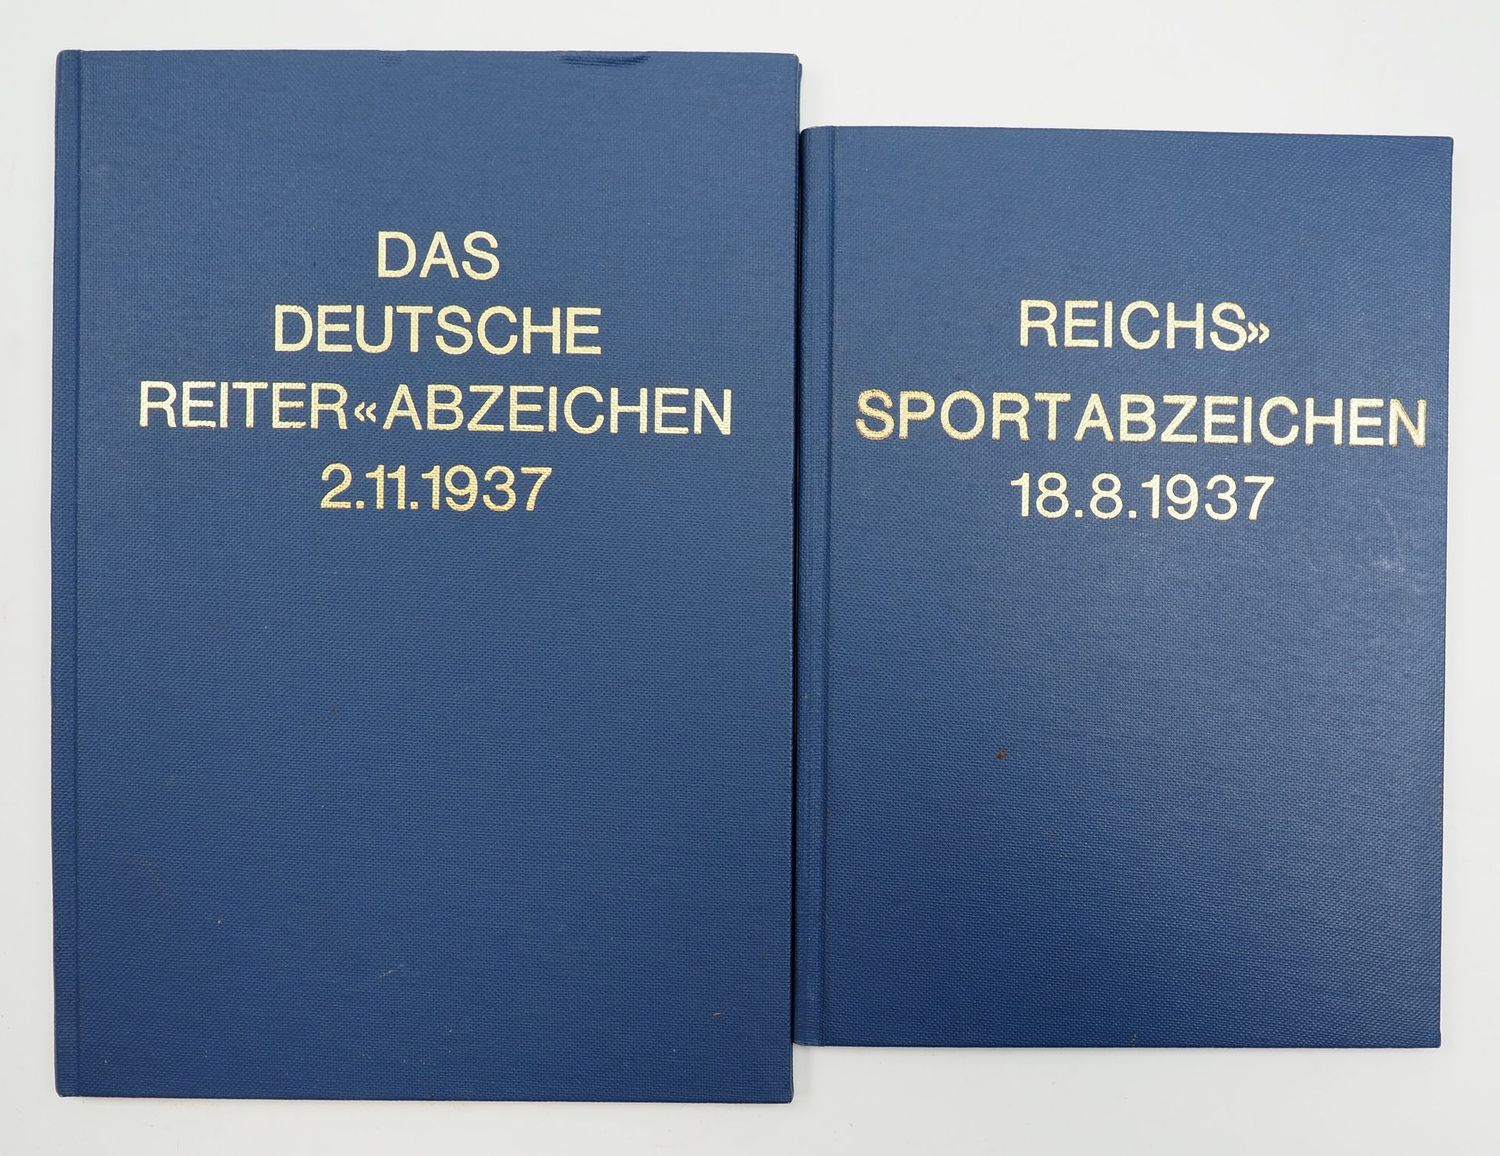 DAS
DEUTSCHE
REITER«ABZEICHEN
2.11.1937
REICHS»
SPORTABZEICHEN
18.8.1937